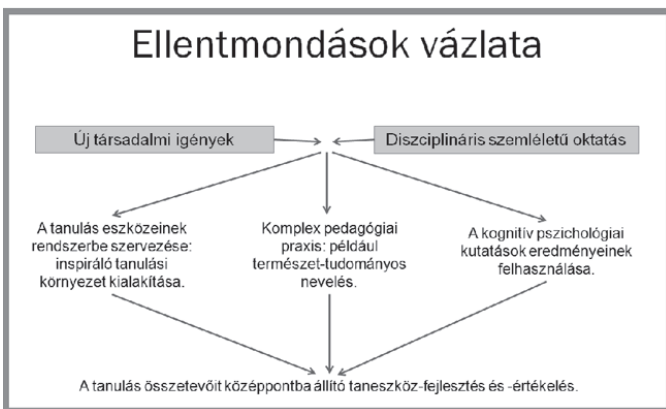 Ellentmondások vázlata
Új társadalmi igények
Diszciplináris szemléletű oktatás
A tanulás eszközeinek
rendszerbe szervezése:
inspiráló tanulási
környezet kialakítása.
Komplex pedagógiai
praxis: például
természet-tudományos
nevelés.
A kognitív pszichológiai
kutatások eredményeinek
felhasználása.
A tanulás összetevőit középpontba állító taneszköz-fejlesztés és -értékelés.